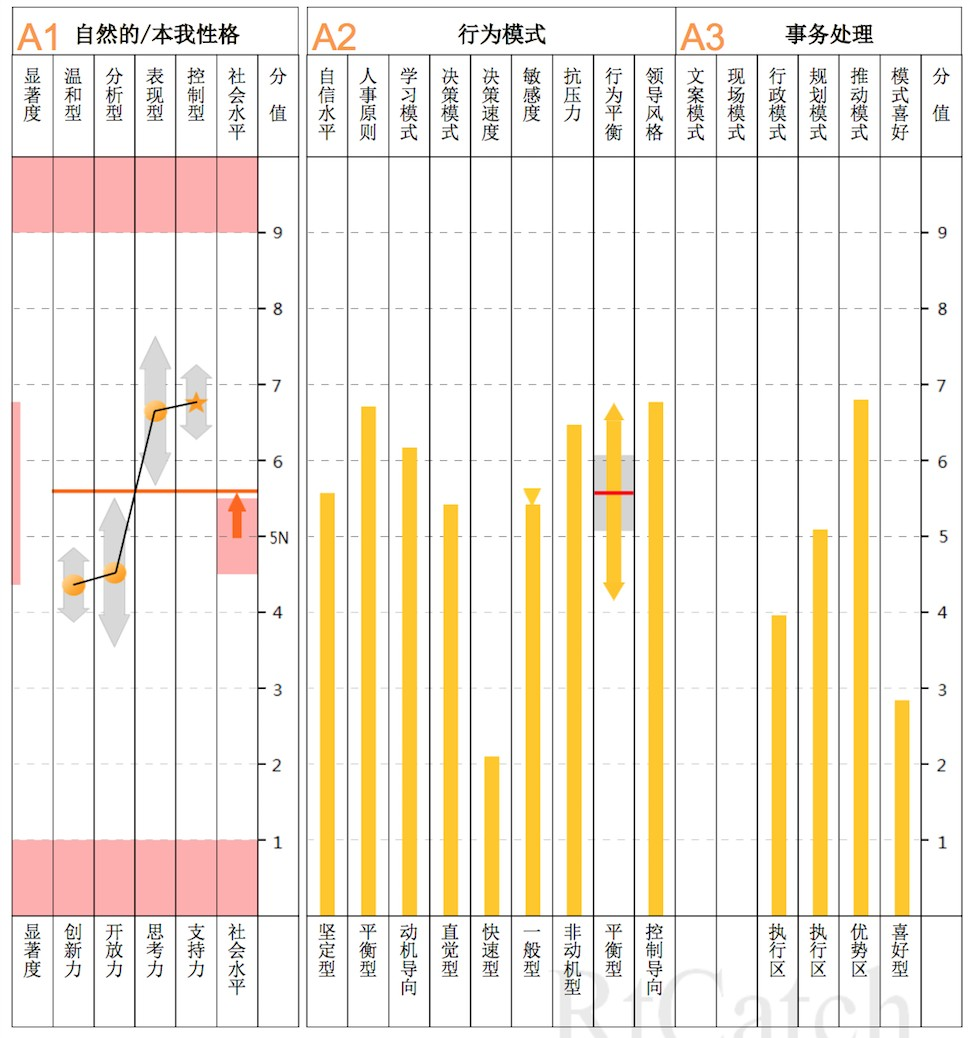 A1 自然的/本我性格
A2 行为模式
A3 事务处理
显著度
温和型
分析型
表现型
控制型
社会水平
分值
自信水平
人事原则
学习模式
决策模式
决策速度
敏感度
抗压力
行为平衡
领导风格
文案模式
现场模式
行政模式
规划模式
推动模式
模式喜好
分值
9
8
7
6
5N
4
3
2
1
9
8
7
6
5
4
3
2
1
显著度
创新力
开放力
思考力
支持力
社会水平
坚定型
平衡型
动机导向
直觉型
快速型
一般型
非动机型
平衡型
控制导向
执行区
执行区
优势区
喜好型
RtCatch